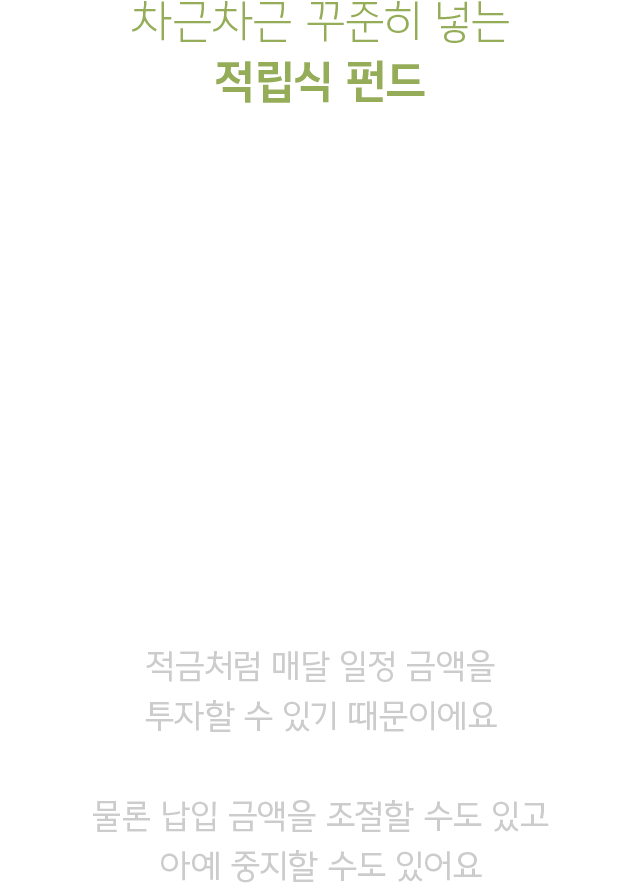 차근차근 꾸준히 넣는
적립식 펀드
적금처럼 매달 일정 금액을
투자할 수 있기 때문이에요
물론 납입 금액을 조절할 수도 있고
아예 중지할 수도 있어요